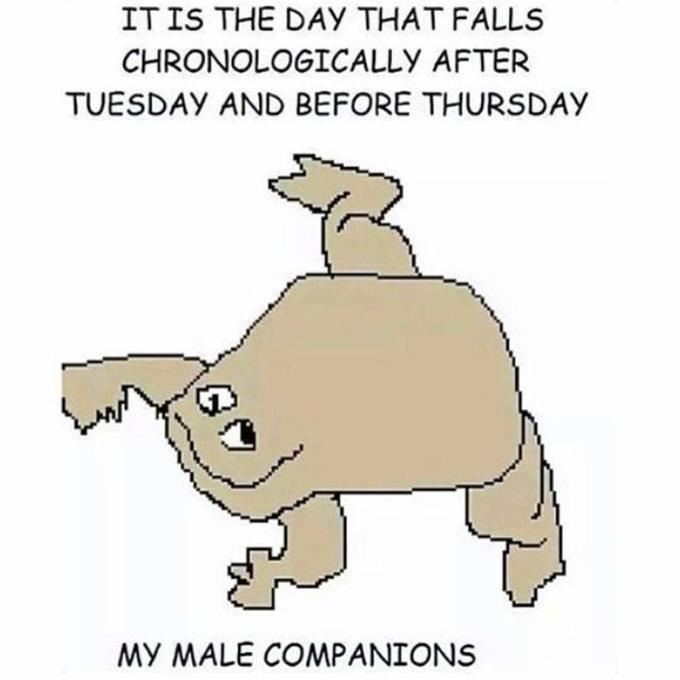 IT IS THE DAY THAT FALLS
CHRONOLOGICALLY AFTER
TUESDAY AND BEFORE THURSDAY
MY MALE COMPANIONS